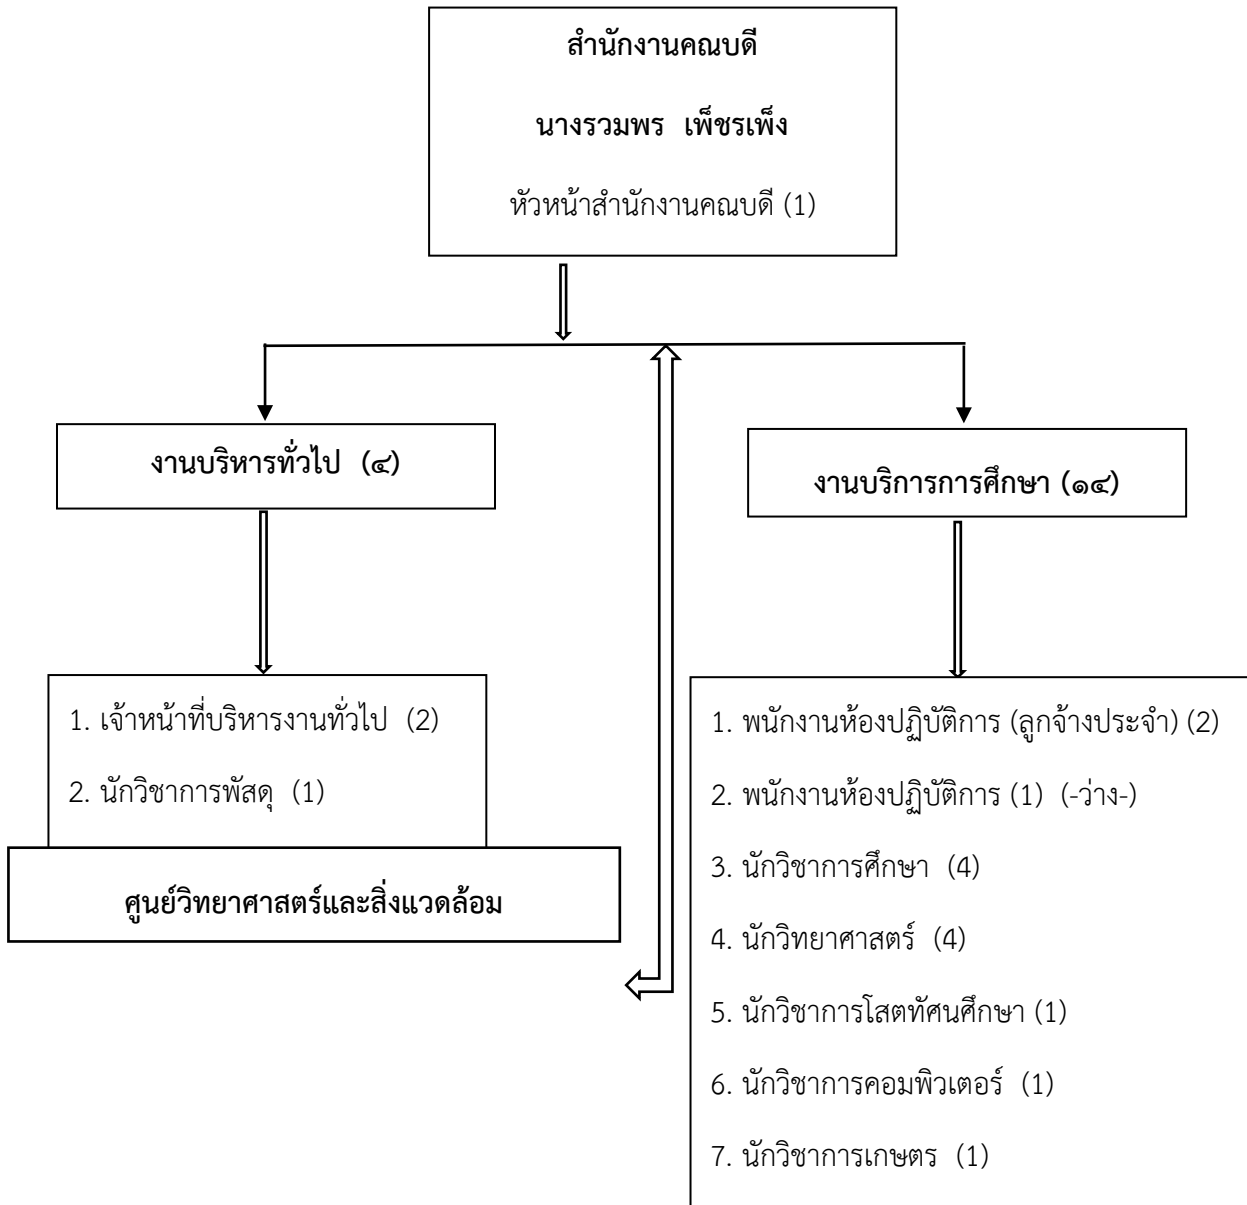 สำนักงานคณบดี
นางรวมพร เพ็ชรเพ็ง
หัวหน้าสำนักงานคณบดี (1)
งานบริหารทั่วไป (๔)
งานบริการการศึกษา (๑๔)
1. เจ้าหน้าที่บริหารงานทั่วไป (2)
2. นักวิชาการพัสดุ (1)
ศูนย์วิทยาศาสตร์และสิ่งแวดล้อม
1. พนักงานห้องปฏิบัติการ (ลูกจ้างประจำ) (2)
2. พนักงานห้องปฏิบัติการ (1) (-ว่าง-)
3. นักวิชาการศึกษา (4)
4. นักวิทยาศาสตร์ (4)
5. นักวิชาการโสตทัศนศึกษา (1)
6. นักวิชาการคอมพิวเตอร์ (1)
7. นักวิชาการเกษตร (1)